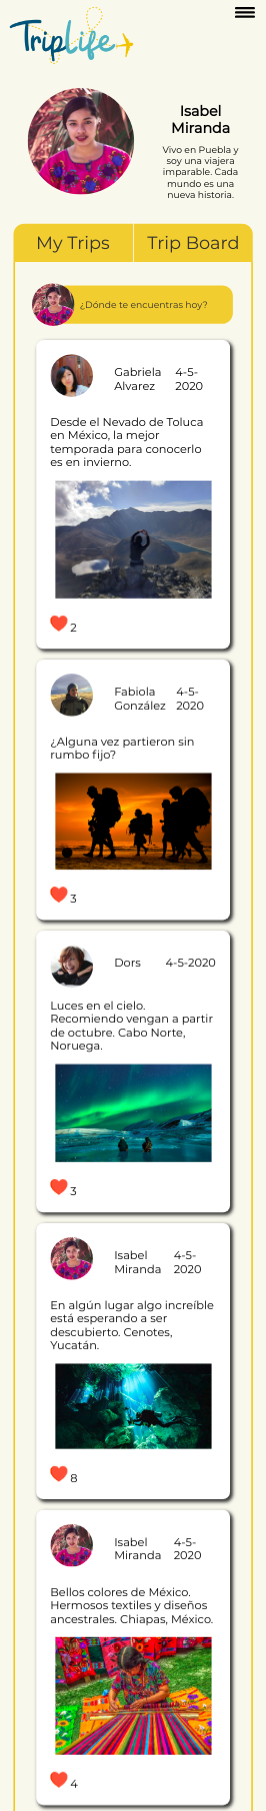 TripLife
Isabel
Miranda
Vivo en Puebla y
soy una viajera
imparable. Cada
mundo es una
nueva historia.
My Trips
Trip Board
¿Dónde te encuentras hoy?
Gabriela 4-5-
Alvarez 2020
Desde el Nevado de Toluca
en México, la mejor
temporada para conocerlo
es en invierno.
2
Fabiola 4-5-
González 2020
¿Alguna vez partieron sin
rumbo fijo?
3
Dors 4-5-2020
Luces en el cielo.
Recomiendo vengan a partir
de octubre. Cabo Norte,
Noruega.
3
Isabel 4-5-
Miranda 2020
En algún lugar algo increíble
está esperando a ser
descubierto. Cenotes,
Yucatán.
8
Isabel 4-5-
Miranda 2020
Bellos colores de México.
Hermosos textiles y diseños
ancestrales. Chiapas, México.
4